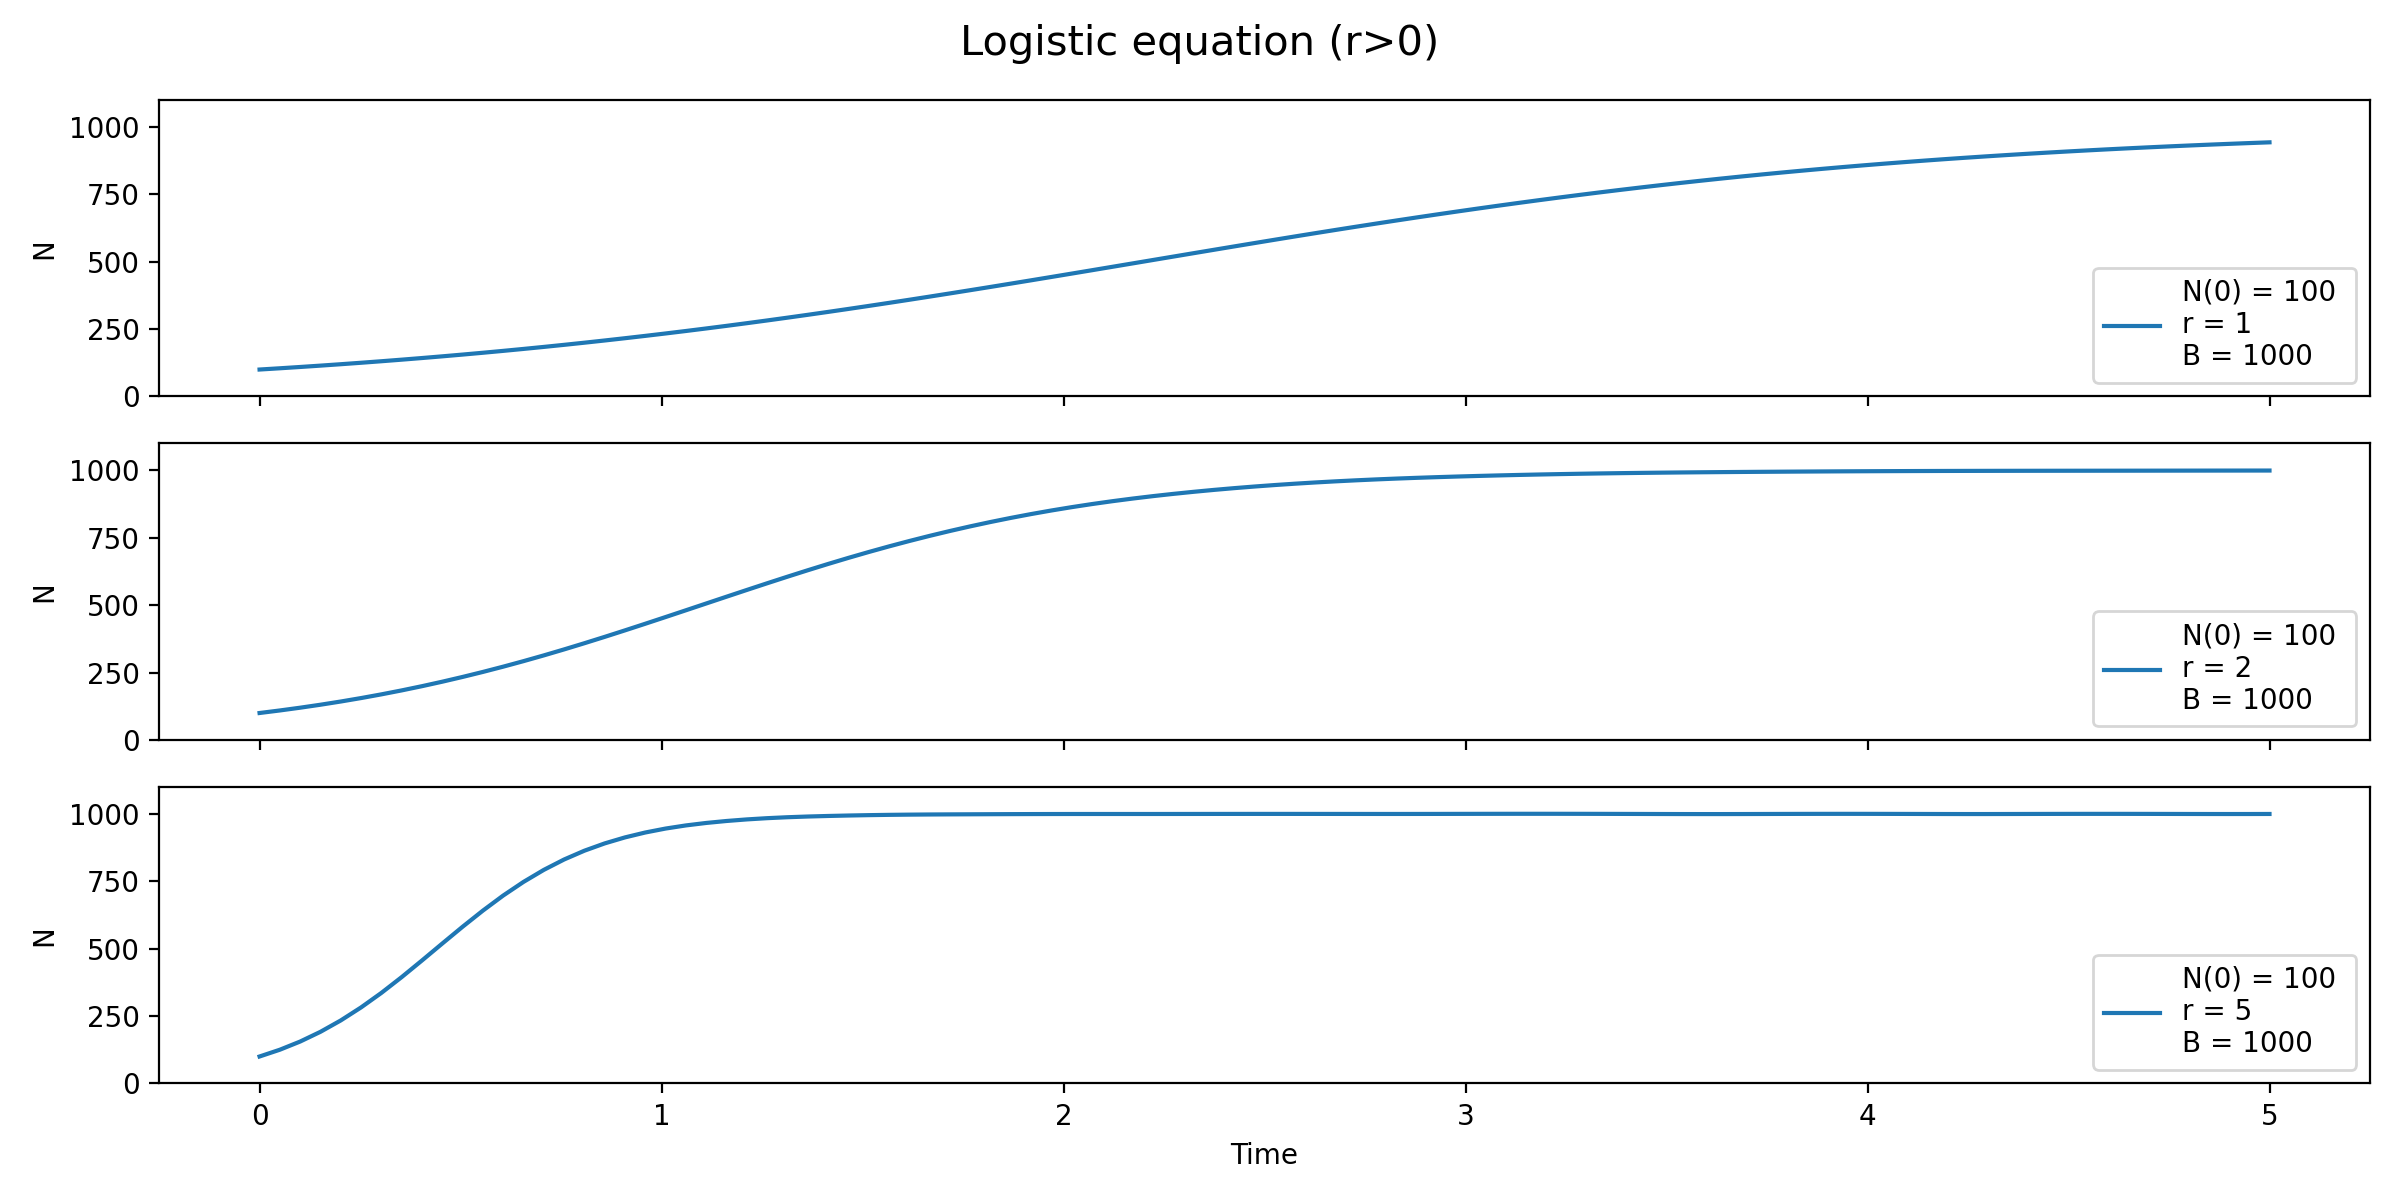 Logistic equation (r>0)
1000
750
500
250
0
N
N(0) = 100
r = 1
B = 1000
1000
750
500
250
0
N
N(0) = 100
r = 2
B = 1000
1000
750
500
250
0
N
N(0) = 100
r = 5
B = 1000
0 1 2 3 4 5
Time